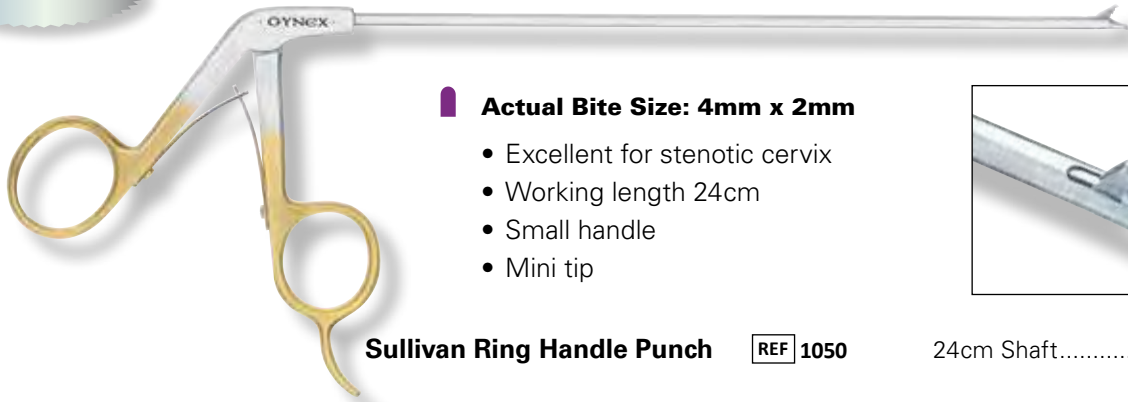 GYNEX
Actual Bite Size: 4mm x 2mm
• Excellent for stenotic cervix
• Working length 24cm
• Small handle
• Mini tip
Sullivan Ring Handle Punch REF 1050 24cm Shaft...........